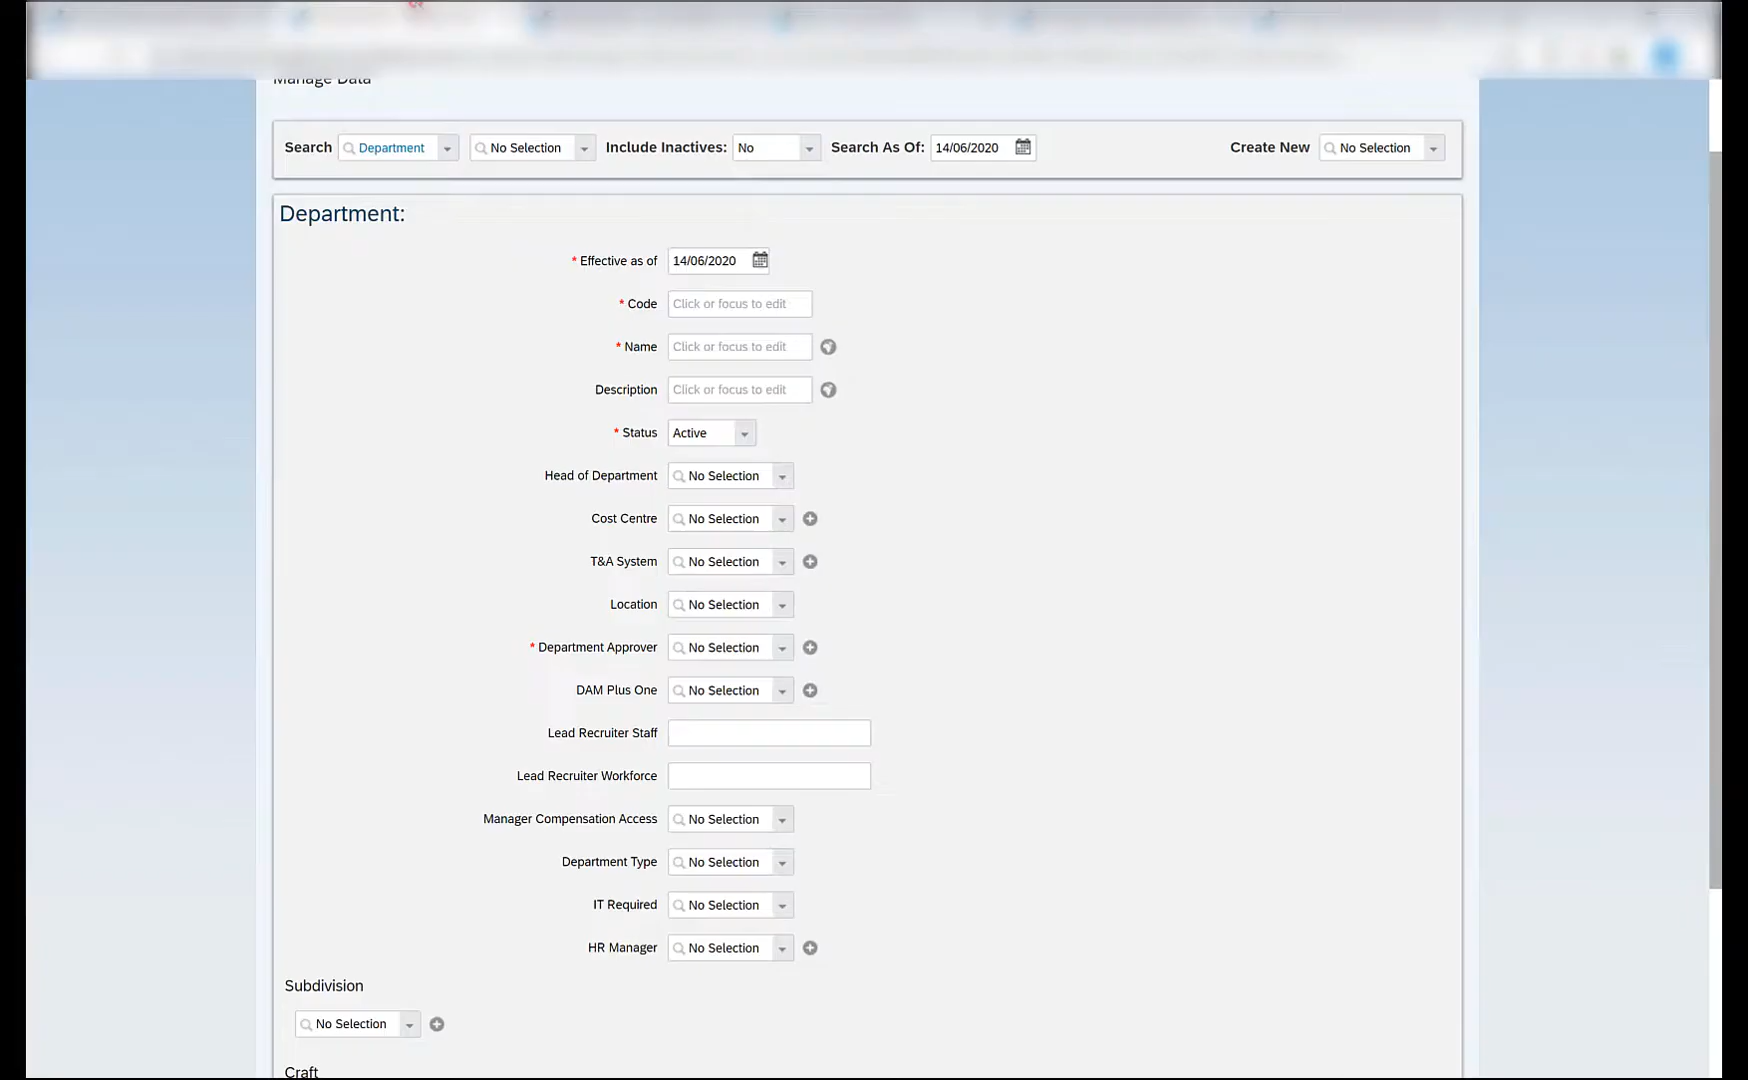 Manage Data
Search Department No Selection Include Inactives: No Search As Of: 14/06/2020 Create New No Selection
Department:
* Effective as of 14/06/2020
* Code Click or focus to edit
* Name Click or focus to edit
Description Click or focus to edit
* Status Active
Head of Department No Selection
Cost Centre No Selection
T&A System No Selection
Location No Selection
* Department Approver No Selection
DAM Plus One No Selection
Lead Recruiter Staff
Lead Recruiter Workforce
Manager Compensation Access No Selection
Department Type No Selection
IT Required No Selection
HR Manager No Selection
Subdivision
No Selection
Craft